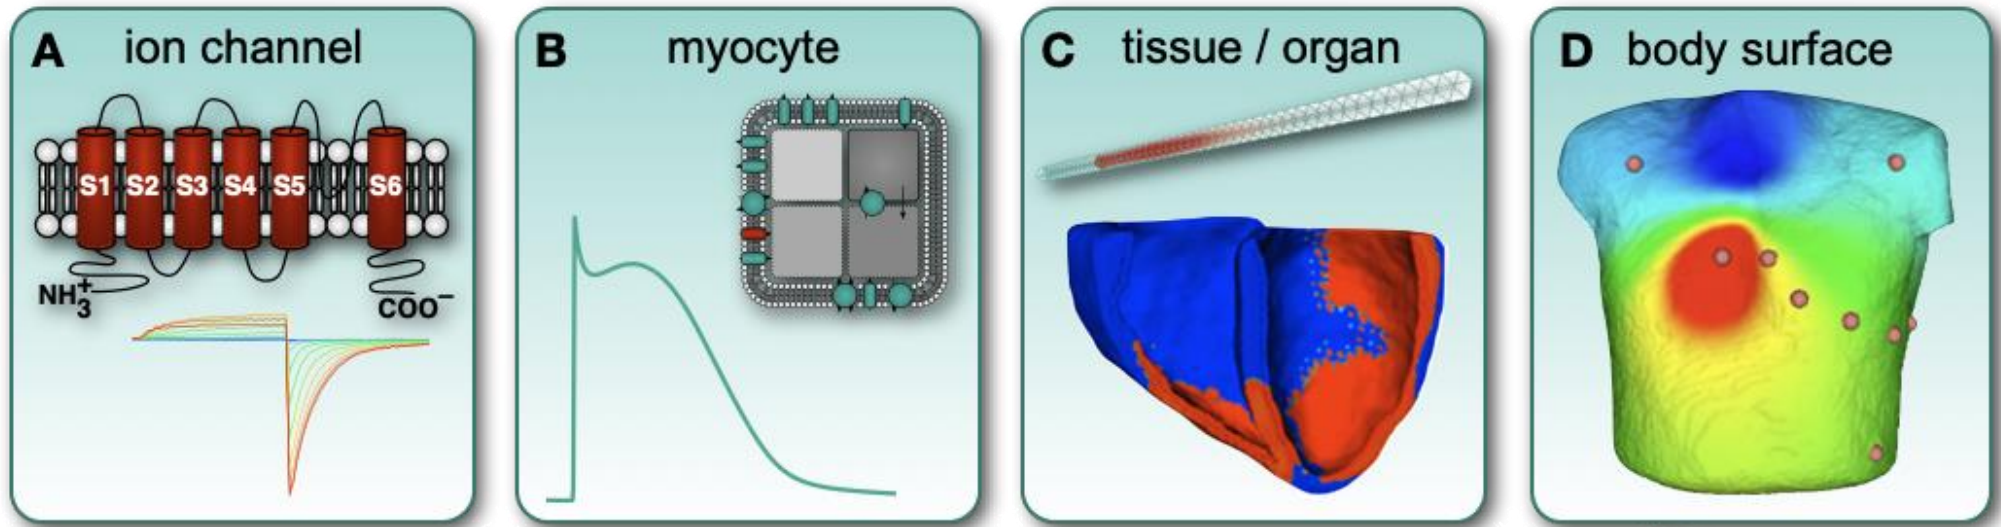 A ion channel
S1 S2 S3 S4 S5 S6
NH3+
COO−
B myocyte
C tissue / organ
D body surface